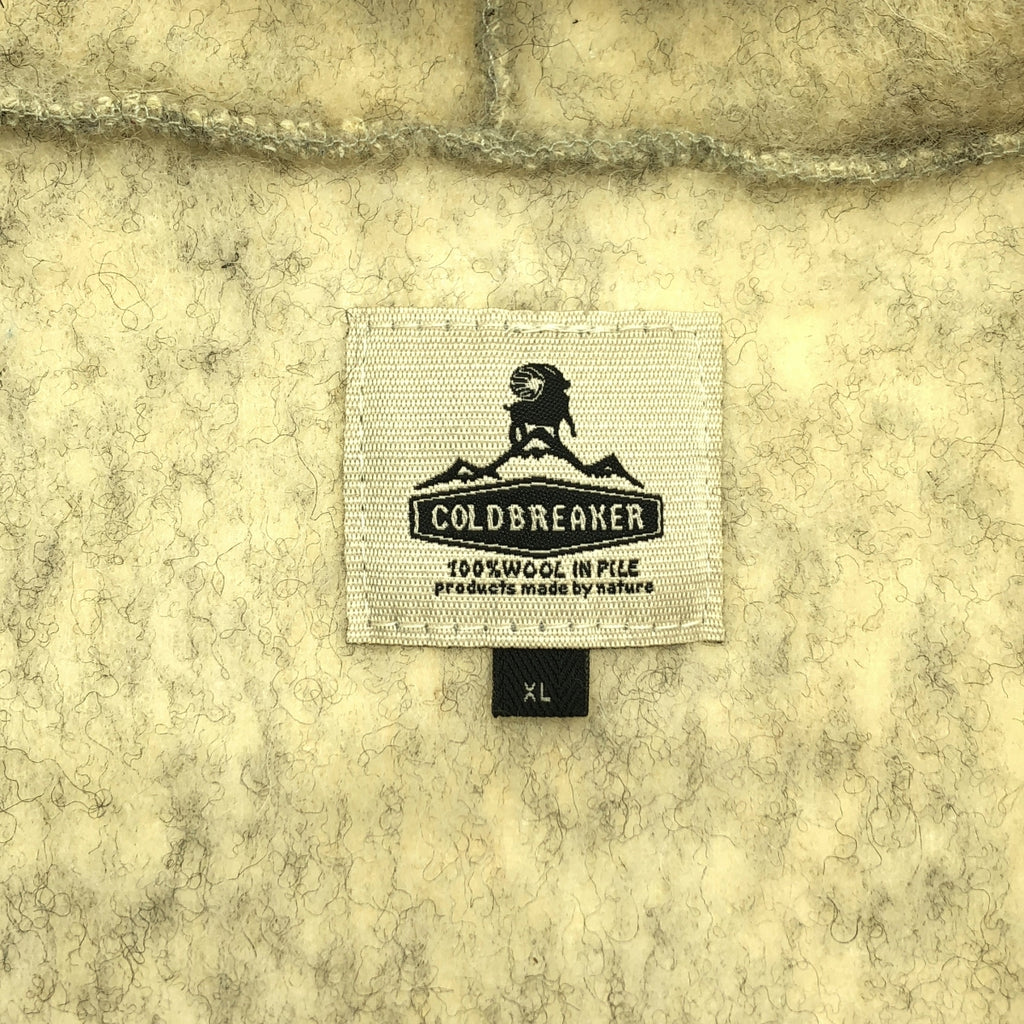 COLDBREAKER
100%WOOL IN PILE
products made by nature
XL